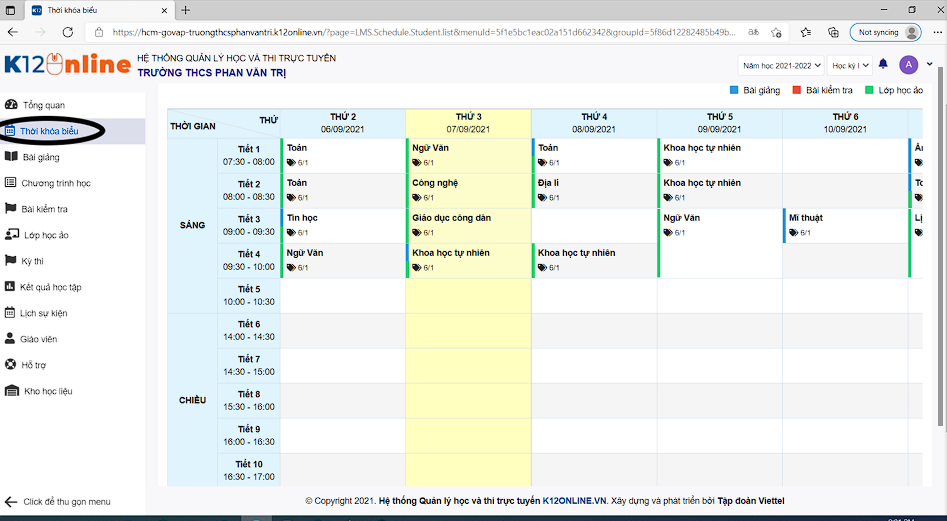 Thời khóa biểu
https://hcm-govap-truongthcsphanvantri.k12online.vn/?page=LMS.Schedule.Student.list&menuId=5f1e5bc1eac02a151d662342&groupId=5f86d12282485b49b...
Not syncing
K12Online
HỆ THỐNG QUẢN LÝ HỌC VÀ THI TRỰC TUYẾN
TRƯỜNG THCS PHAN VĂN TRỊ
Năm học 2021-2022
Học kỳ I
A
Bài giảng
Bài kiểm tra
Lớp học ảo
Tổng quan
Thời khóa biểu
Bài giảng
Chương trình học
Bài kiểm tra
Lớp học ảo
Kỳ thi
Kết quả học tập
Lịch sự kiện
Giáo viên
Hỗ trợ
Kho học liệu
Click để thu gọn menu
THỜI GIAN THỨ
THỨ 2 THỨ 3 THỨ 4 THỨ 5 THỨ 6
06/09/2021 07/09/2021 08/09/2021 09/09/2021 10/09/2021
SÁNG
Tiết 1 Toán Ngữ Văn Toán Khoa học tự nhiên
07:30 - 08:00 6/1 6/1 6/1 6/1
Tiết 2 Toán Công nghệ Địa lí Khoa học tự nhiên
08:00 - 08:30 6/1 6/1 6/1 6/1
Tiết 3 Tin học Giáo dục công dân Ngữ Văn Mĩ thuật
09:00 - 09:30 6/1 6/1 6/1 6/1
Tiết 4 Ngữ Văn Khoa học tự nhiên Khoa học tự nhiên
09:30 - 10:00 6/1 6/1 6/1
Tiết 5
10:00 - 10:30
CHIỀU
Tiết 6
14:00 - 14:30
Tiết 7
14:30 - 15:00
Tiết 8
15:30 - 16:00
Tiết 9
16:00 - 16:30
Tiết 10
16:30 - 17:00
© Copyright 2021. Hệ thống Quản lý học và thi trực tuyến K12ONLINE.VN. Xây dựng và phát triển bởi Tập đoàn Viettel